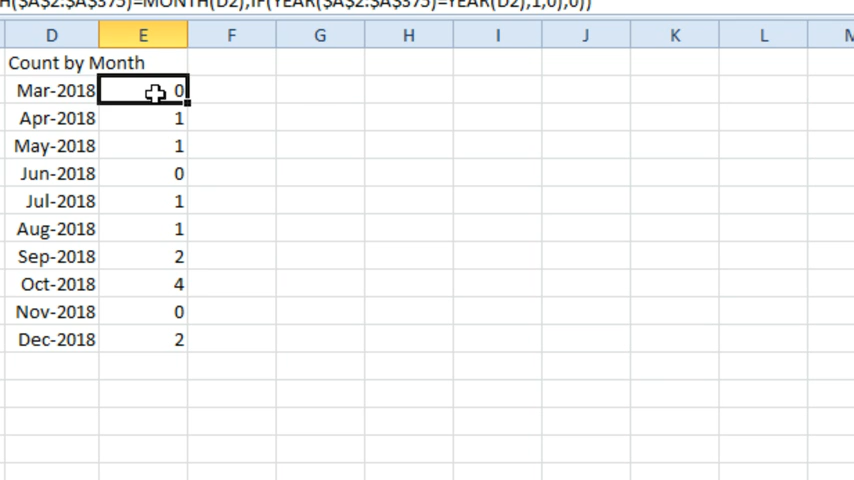 H($A$2:$A$375)=MONTH(D2),IF(YEAR($A$2:$A$375)=YEAR(D2),1,0),0))
D E F G H I J K L M
Count by Month
Mar-2018 0
Apr-2018 1
May-2018 1
Jun-2018 0
Jul-2018 1
Aug-2018 1
Sep-2018 2
Oct-2018 4
Nov-2018 0
Dec-2018 2